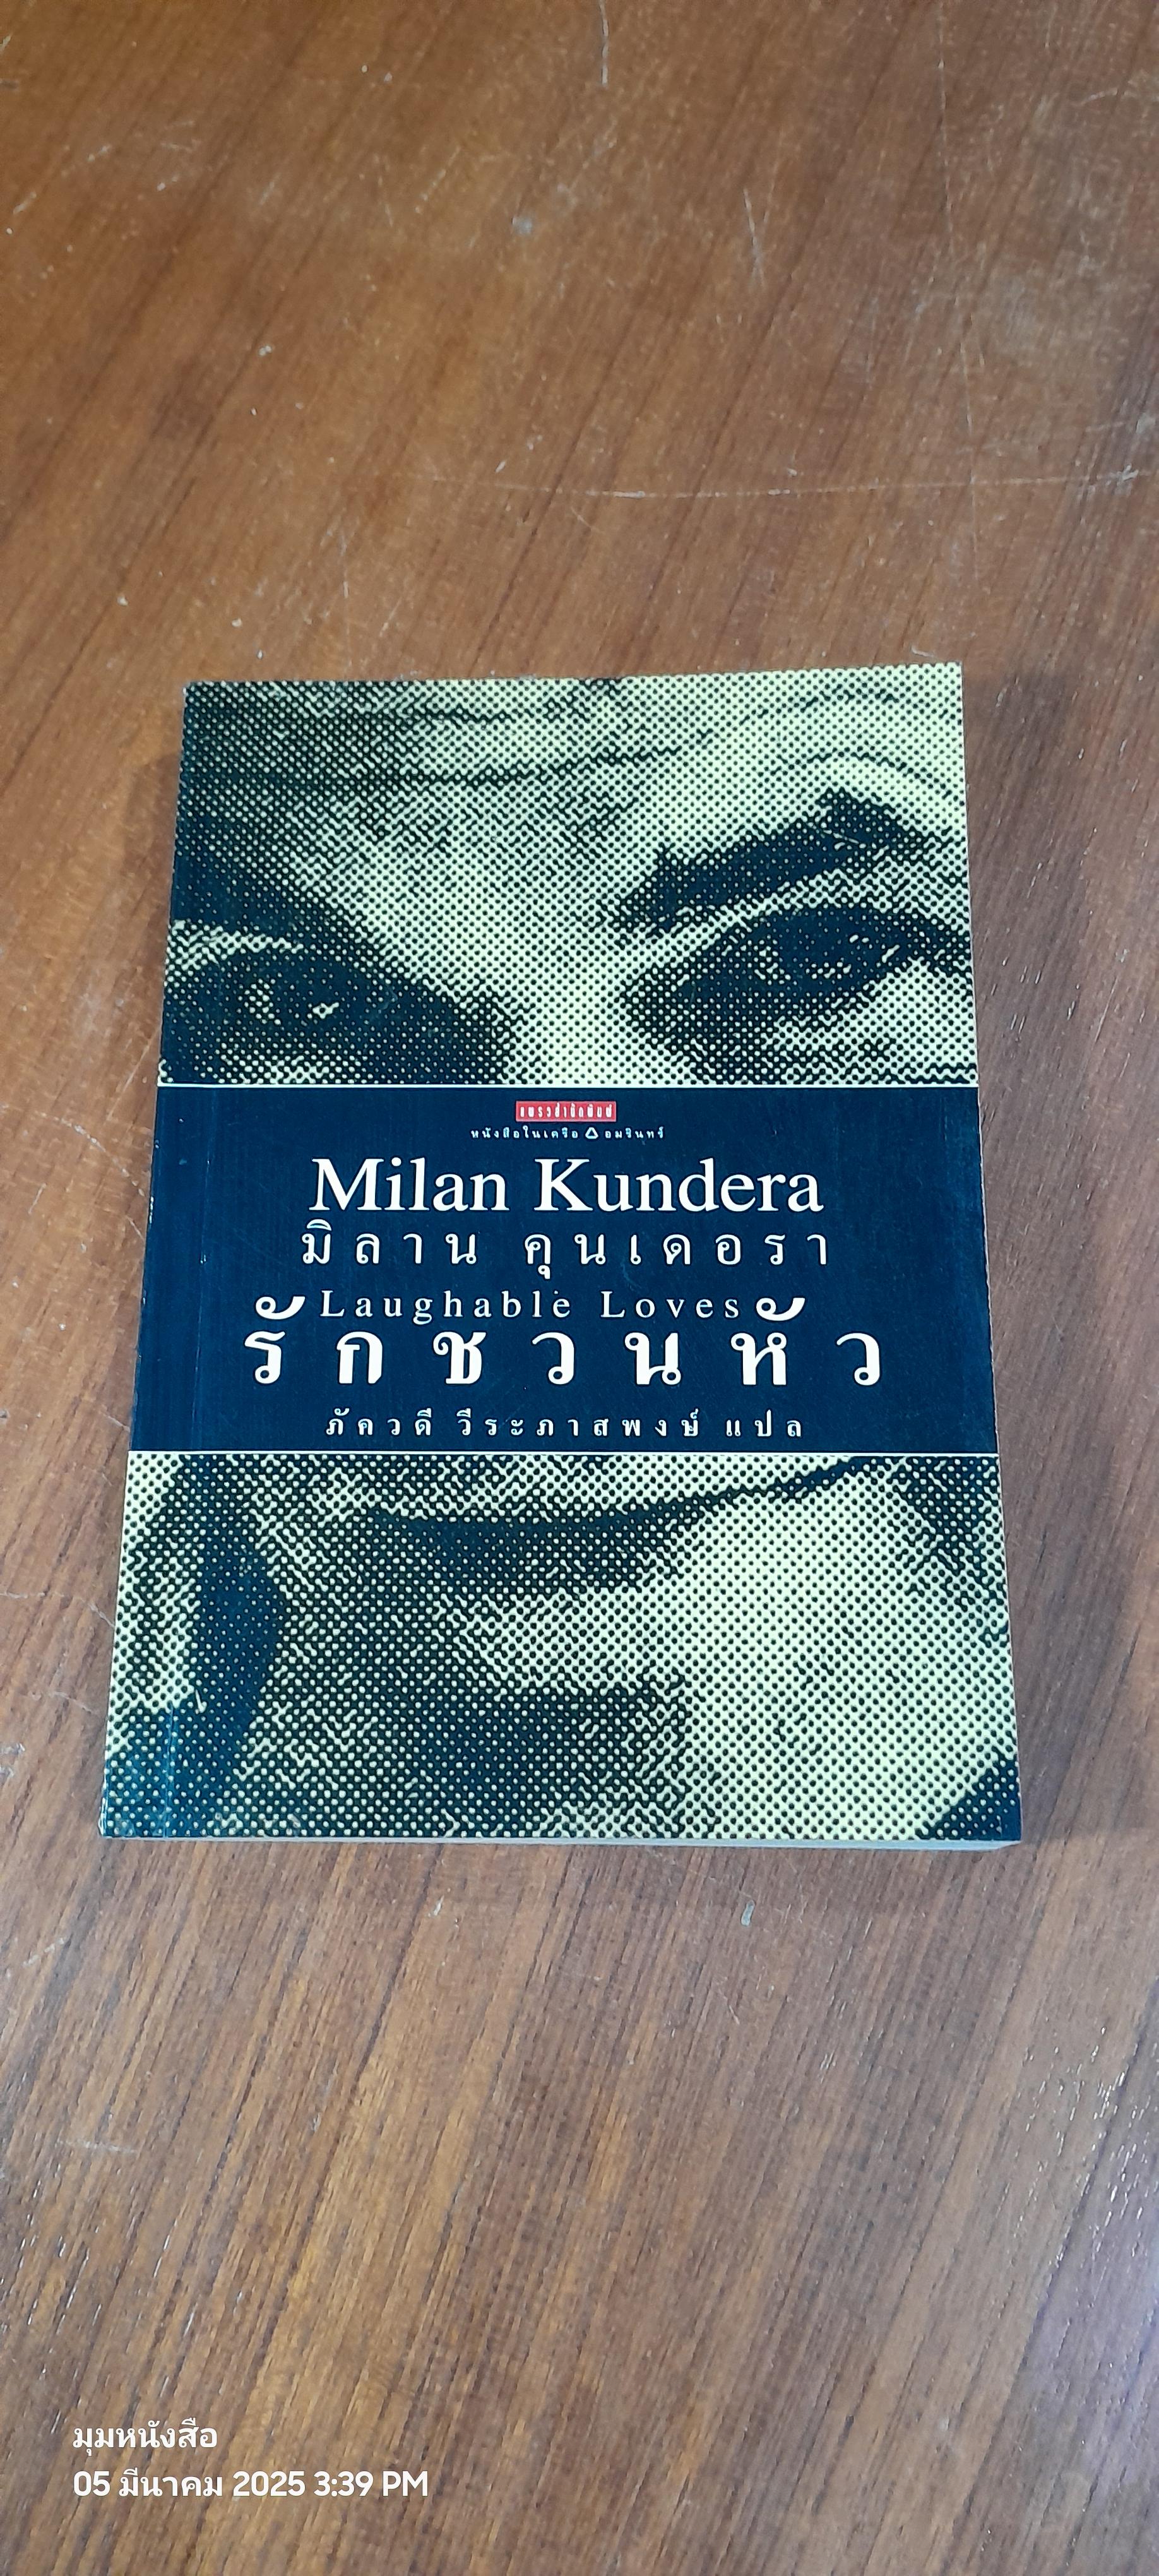 แพรวสำนักพิมพ์
หนังสือในเครือ อมรินทร์
Milan Kundera
มิลาน คุนเดอรา
Laughable Loves
รักชวนหัว
ภัควดี วีระภาสพงษ์ แปล
มุมหนังสือ
05 มีนาคม 2025 3:39 PM